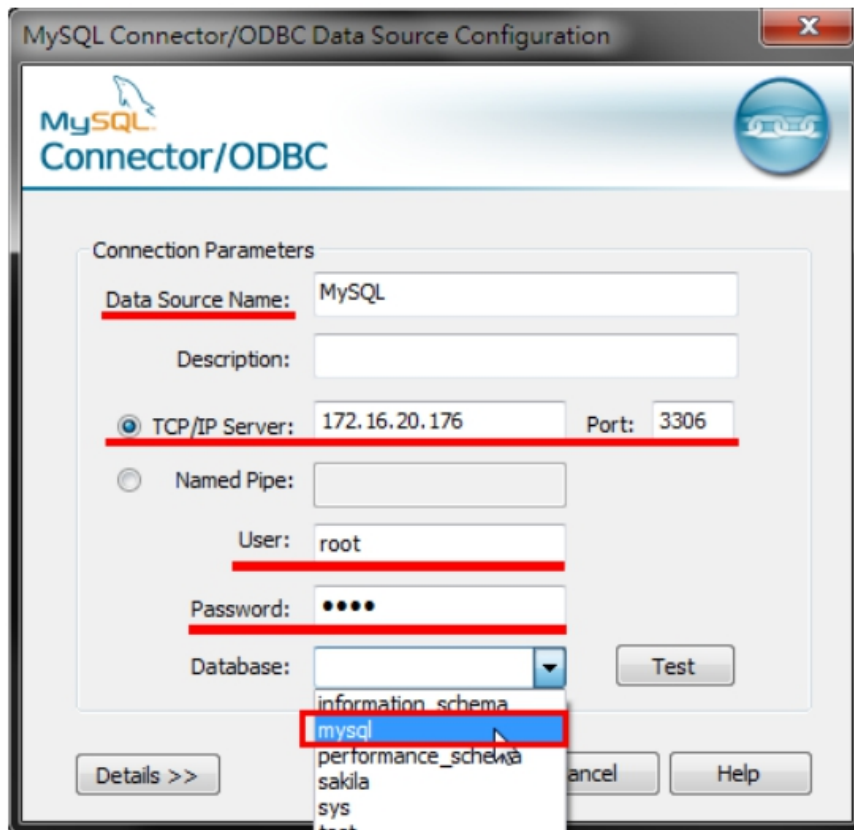 MySQL Connector/ODBC Data Source Configuration
MySQL
Connector/ODBC
Connection Parameters
Data Source Name: MySQL
Description:
TCP/IP Server: 172.16.20.176 Port: 3306
Named Pipe:
User: root
Password: ••••
Database: Test
information_schema
mysql
performance_schema
sakila
Details >> ancel Help
sys
test